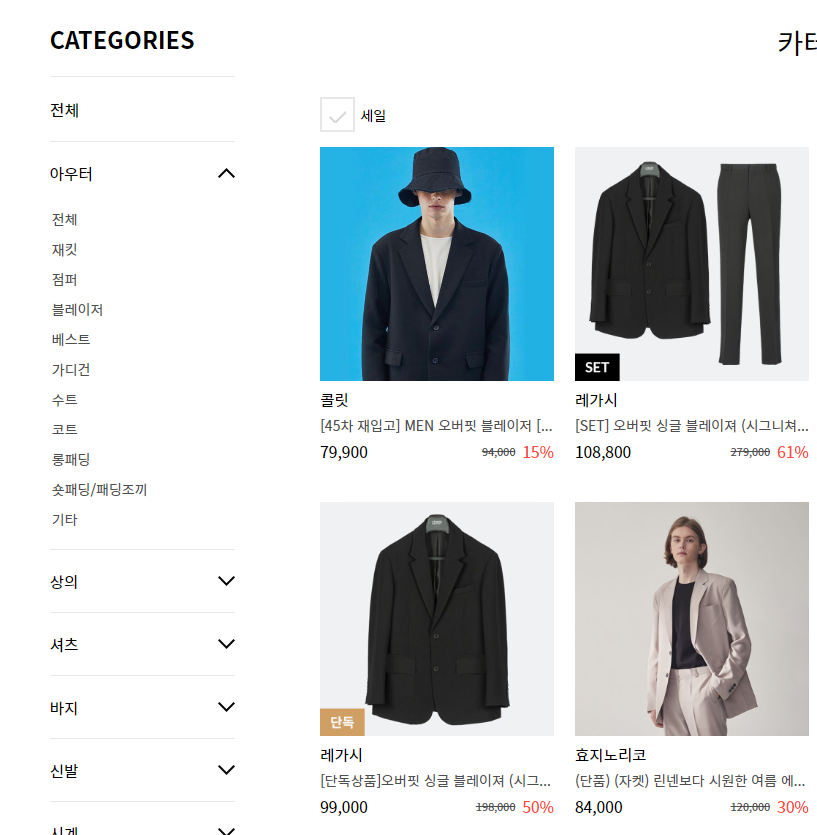 CATEGORIES
카테
전체
세일
아우터
전체
재킷
점퍼
블레이저
베스트
가디건
수트
코트
롱패딩
숏패딩/패딩조끼
기타
상의
셔츠
바지
신발
시계
콜릿
[45차 재입고] MEN 오버핏 블레이저 [...
79,900 94,000 15%
SET
레가시
[SET] 오버핏 싱글 블레이져 (시그니쳐...
108,800 279,000 61%
단독
레가시
[단독상품]오버핏 싱글 블레이져 (시그...
99,000 198,000 50%
효지노리코
(단품) (자켓) 린넨보다 시원한 여름 에...
84,000 120,000 30%